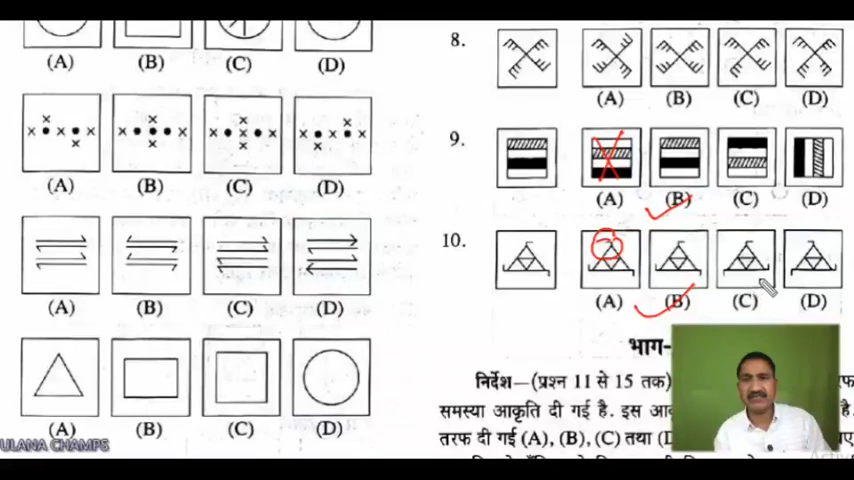 (A) (B) (C) (D)
(A) (B) (C) (D)
(A) (B) (C) (D)
(A) (B) (C) (D)
ULANA CHAMPS
8.
(A) (B) (C) (D)
9.
(A) (B) (C) (D)
10.
(A) (B) (C) (D)
भाग-
निर्देश—(प्रश्न 11 से 15 तक)
समस्या आकृति दी गई है. इस
है.
तरफ दी गई (A), (B), (C) तथा